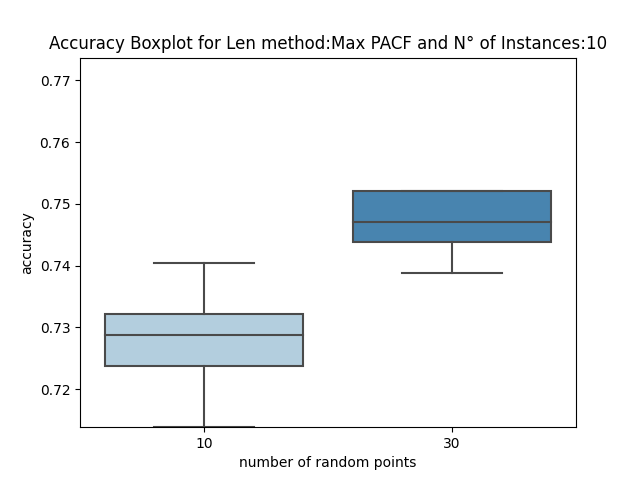 Accuracy Boxplot for Len method:Max PACF and N° of Instances:10
0.77
0.76
0.75
0.74
0.73
0.72
accuracy
10 30
number of random points